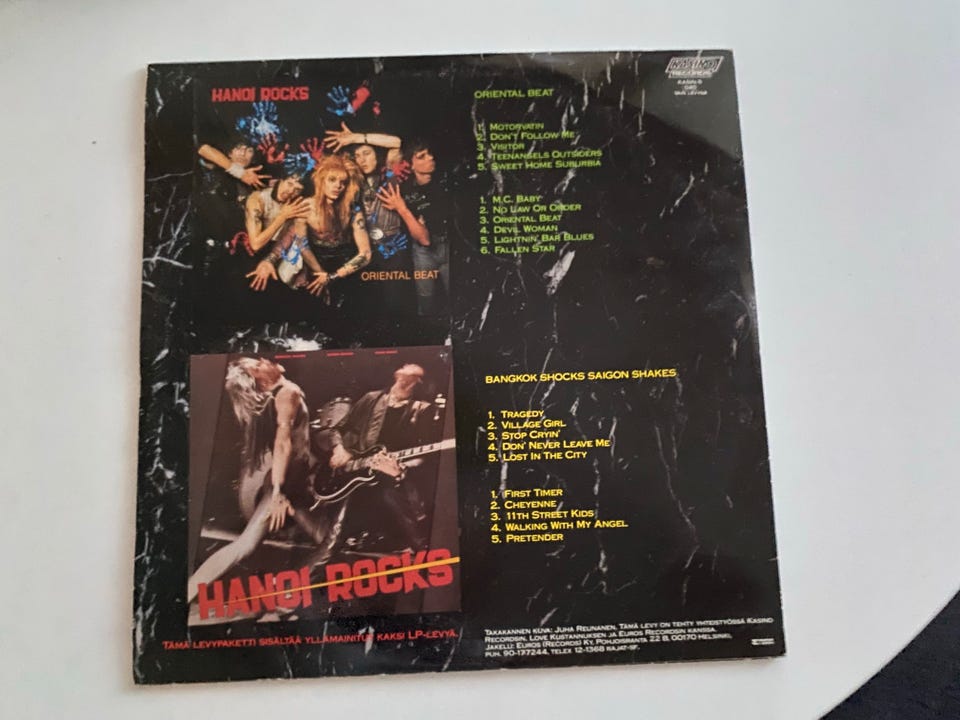 HANOI ROCKS
ORIENTAL BEAT
KASINO
RECORDS
ORIENTAL BEAT
1. MOTORVATIN
2. DON'T FOLLOW ME
3. VISITOR
4. TEENANGELS OUTSIDERS
5. SWEET HOME SUBURBIA
1. M.C. BABY
2. NO LAW OR ORDER
3. ORIENTAL BEAT
4. DEVIL WOMAN
5. LIGHTNIN' BAR BLUES
6. FALLEN STAR
HANOI ROCKS
BANGKOK SHOCKS SAIGON SHAKES
1. TRAGEDY
2. VILLAGE GIRL
3. STOP CRYIN'
4. DON' NEVER LEAVE ME
5. LOST IN THE CITY
1. FIRST TIMER
2. CHEYENNE
3. 11TH STREET KIDS
4. WALKING WITH MY ANGEL
5. PRETENDER
TÄMÄ LEVYPAKETTI SISÄLTÄÄ YLLÄMAINITUT KAKSI LP-LEVYÄ.
TAKAKANNEN KUVA: JUHA REUNANEN, TÄMÄ LEVY ON TEHTY YHTEISTYÖSSÄ KASINO
RECORDSIN, LOVE KUSTANNUKSEN JA EUROS RECORDSIN KANSSA.
JAKELU: EUROS (RECORDS) KY, POHJOISRANTA 22 B, 00170 HELSINKI,
PUH. 90-177244, TELEX 12-1368 RAJAT-SF.